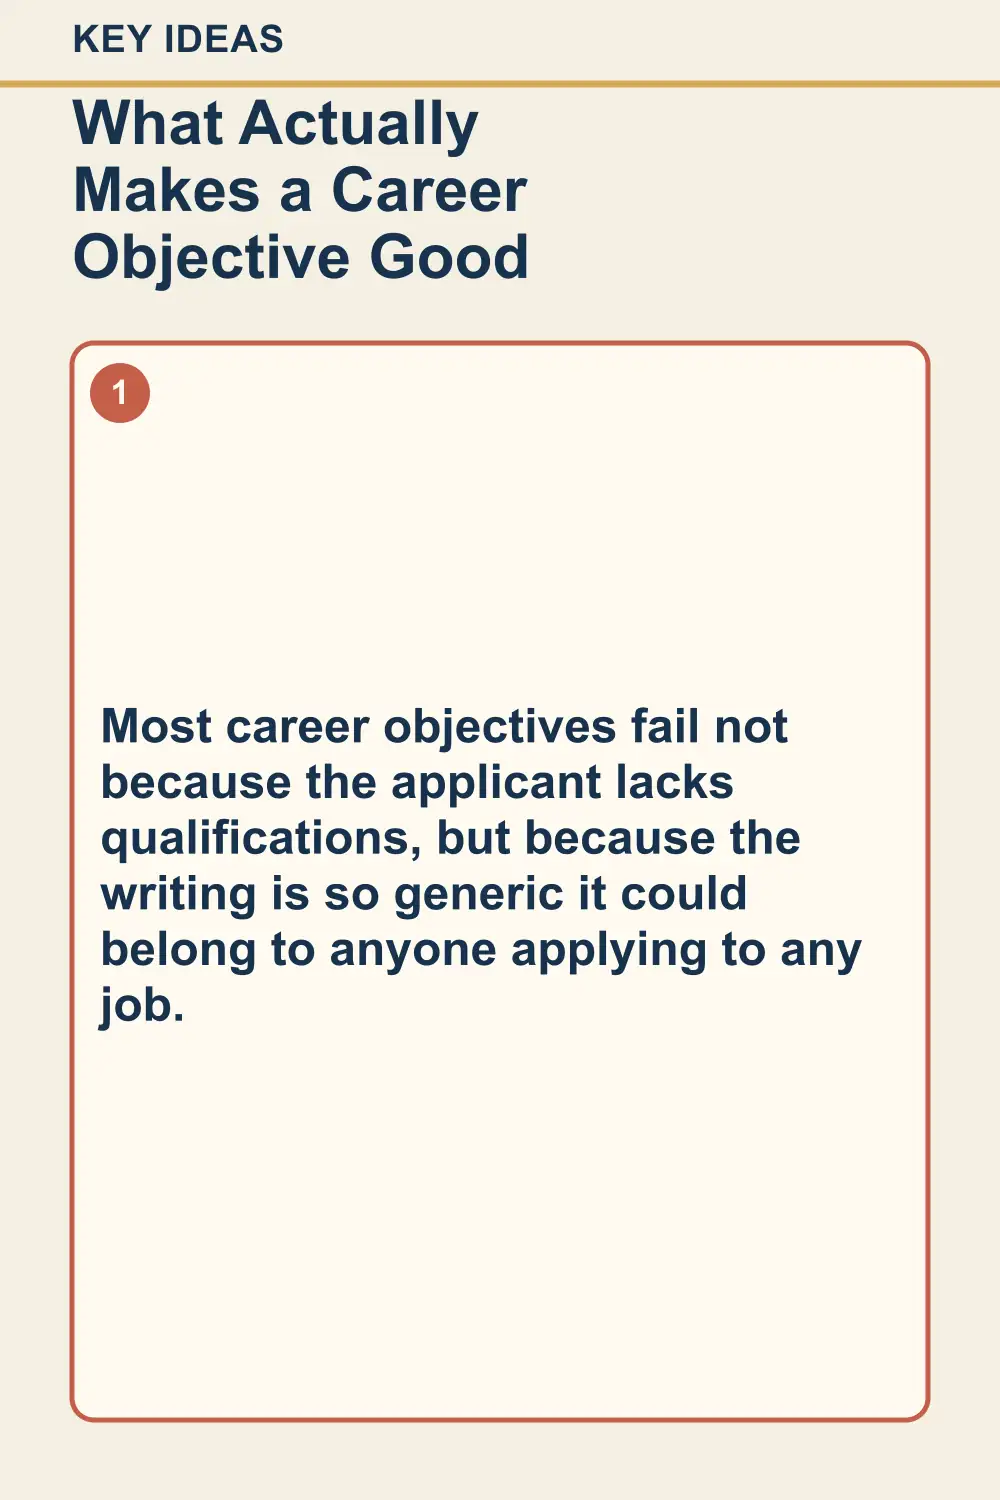 KEY IDEAS
What Actually
Makes a Career
Objective Good
1
Most career objectives fail not
because the applicant lacks
qualifications, but because the
writing is so generic it could
belong to anyone applying to any
job.